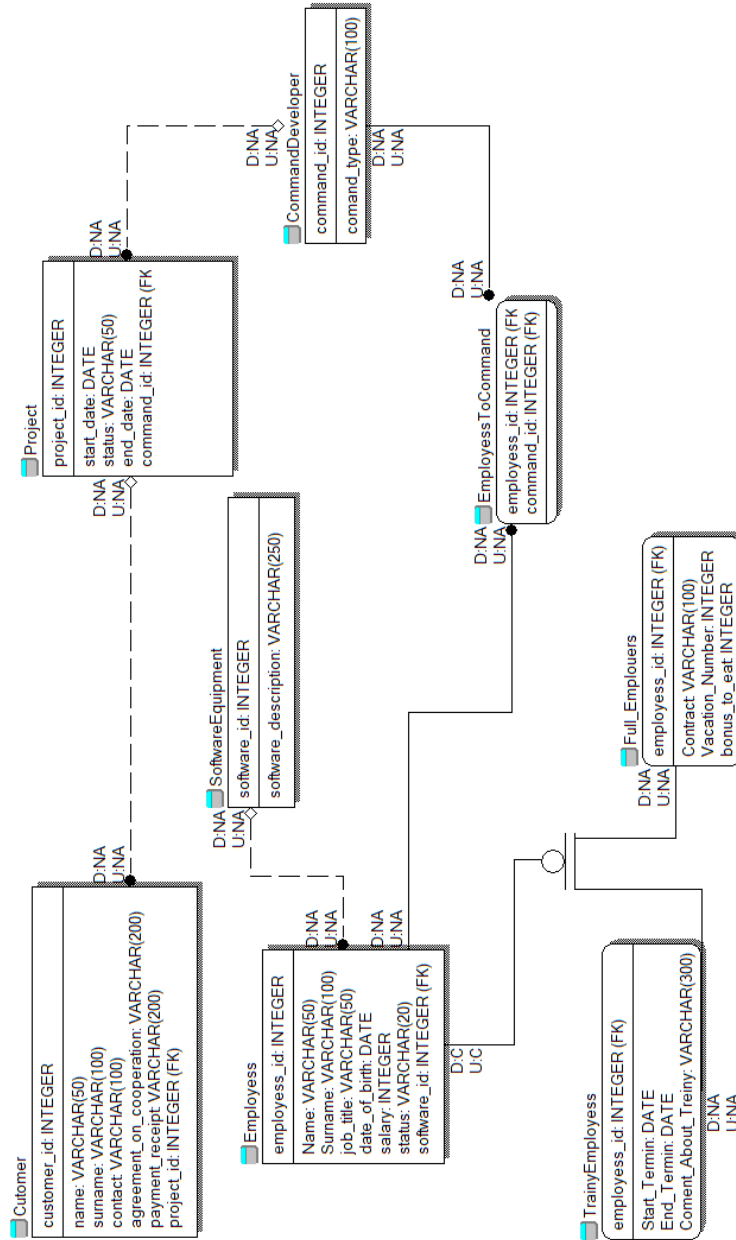 Cutomer
customer_id: INTEGER
name: VARCHAR(50)
surname: VARCHAR(100)
contact: VARCHAR(100)
agreement_on_cooperation: VARCHAR(200)
payment_receipt: VARCHAR(200)
project_id: INTEGER (FK)
D:NA
U:NA
D:NA
U:NA
Project
project_id: INTEGER
start_date: DATE
status: VARCHAR(50)
end_date: DATE
command_id: INTEGER (FK
D:NA
U:NA
SoftwareEquipment
software_id: INTEGER
software_description: VARCHAR(250)
D:NA
U:NA
D:NA
U:NA
CommandDeveloper
command_id: INTEGER
comand_type: VARCHAR(100)
D:NA
U:NA
Employess
employess_id: INTEGER
Name: VARCHAR(50)
Surname: VARCHAR(100)
job_title: VARCHAR(50)
date_of_birth: DATE
salary: INTEGER
status: VARCHAR(20)
software_id: INTEGER (FK)
D:NA
U:NA
D:NA
U:NA
D:C
U:C
D:NA
U:NA
D:NA
U:NA
EmployessToCommand
employess_id: INTEGER (FK
command_id: INTEGER (FK)
TrainyEmployess
employess_id: INTEGER (FK)
Start_Termin: DATE
End_Termin: DATE
Coment_About_Treiny: VARCHAR(300)
D:NA
U:NA
D:NA
U:NA
Full_Emplouers
employess_id: INTEGER (FK)
Contract: VARCHAR(100)
Vacation_Number: INTEGER
bonus_to_eat: INTEGER